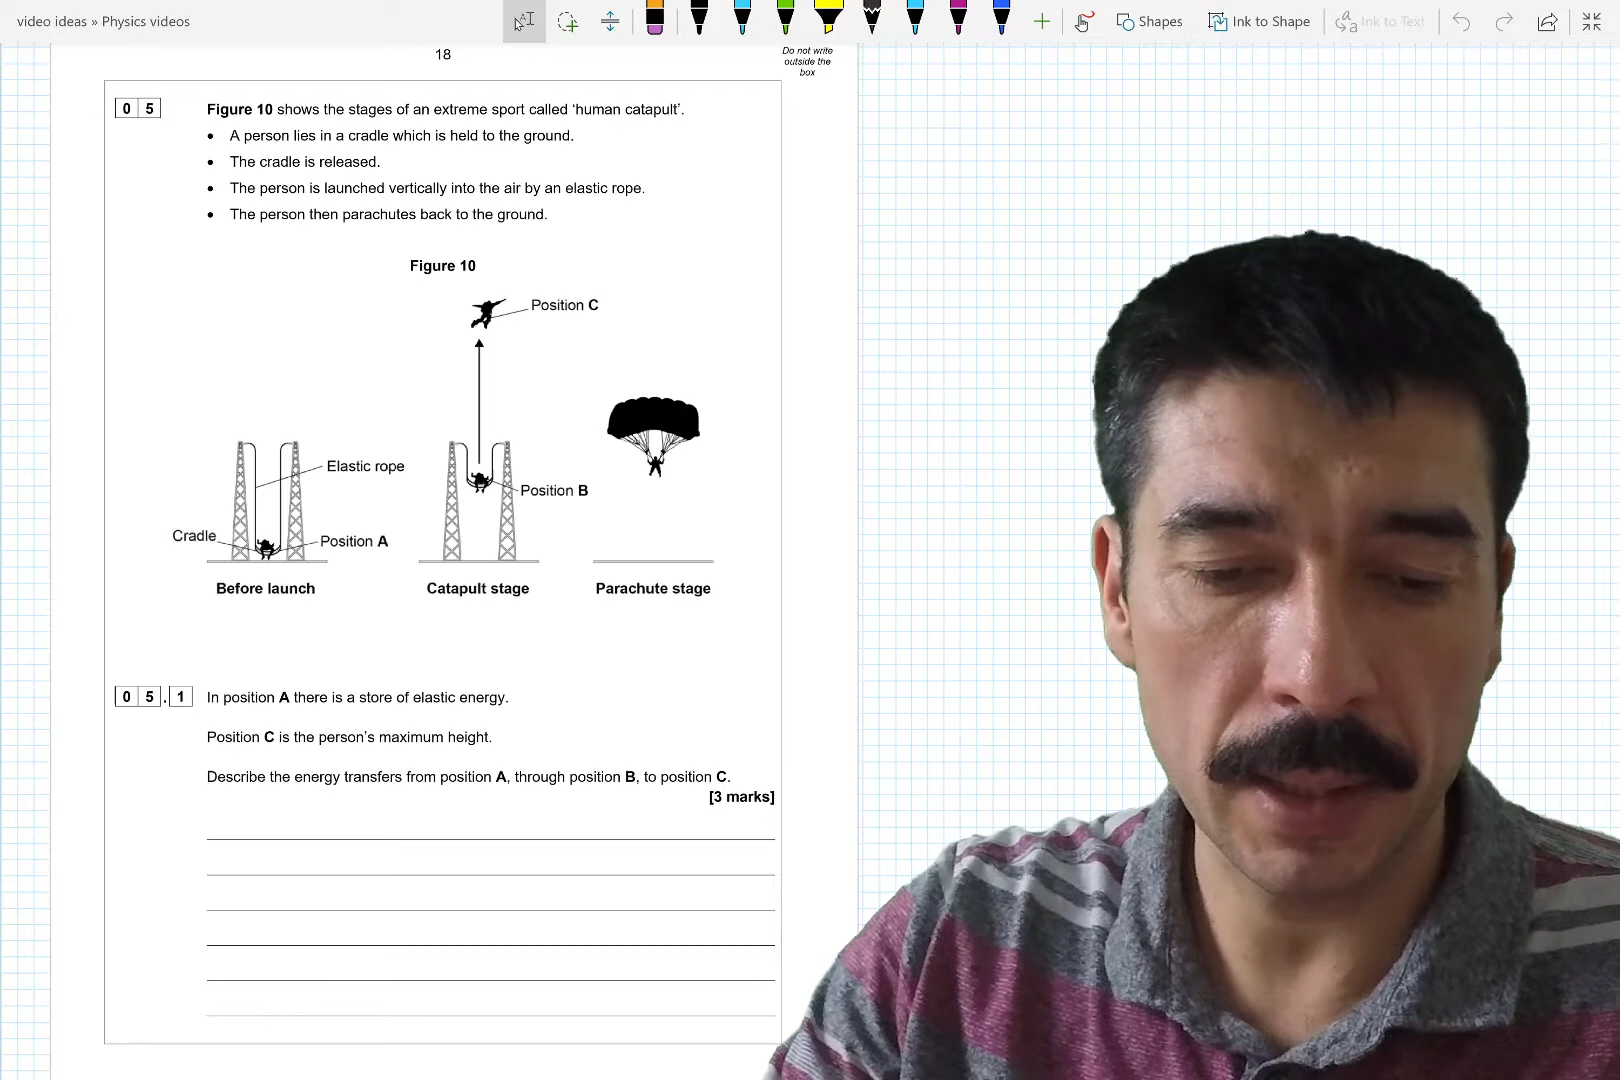 video ideas » Physics videos
Shapes
Ink to Shape
Ink to Text
18
Do not write
outside the
box
0 5
Figure 10 shows the stages of an extreme sport called ‘human catapult’.
• A person lies in a cradle which is held to the ground.
• The cradle is released.
• The person is launched vertically into the air by an elastic rope.
• The person then parachutes back to the ground.
Figure 10
Position C
Elastic rope
Position B
Cradle
Position A
Before launch
Catapult stage
Parachute stage
0 5 . 1
In position A there is a store of elastic energy.
Position C is the person’s maximum height.
Describe the energy transfers from position A, through position B, to position C.
[3 marks]